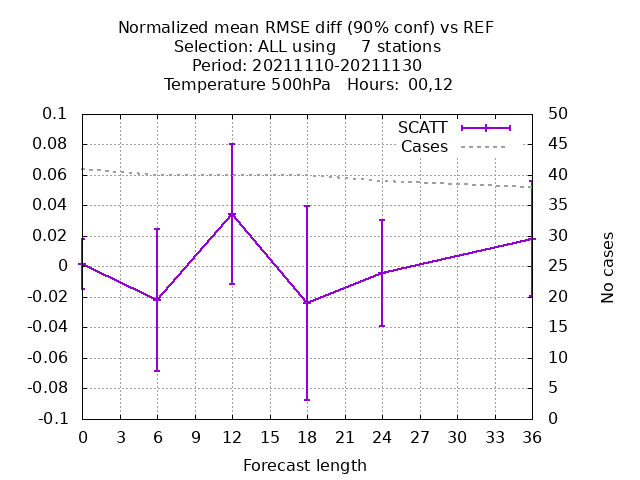 Normalized mean RMSE diff (90% conf) vs REF
Selection: ALL using     7 stations
Period: 20211110-20211130
Temperature 500hPa   Hours:  00,12
SCATT
Cases
0.1
0.08
0.06
0.04
0.02
0
-0.02
-0.04
-0.06
-0.08
-0.1
50
45
40
35
30
25
20
15
10
5
0
No cases
0 3 6 9 12 15 18 21 24 27 30 33 36
Forecast length